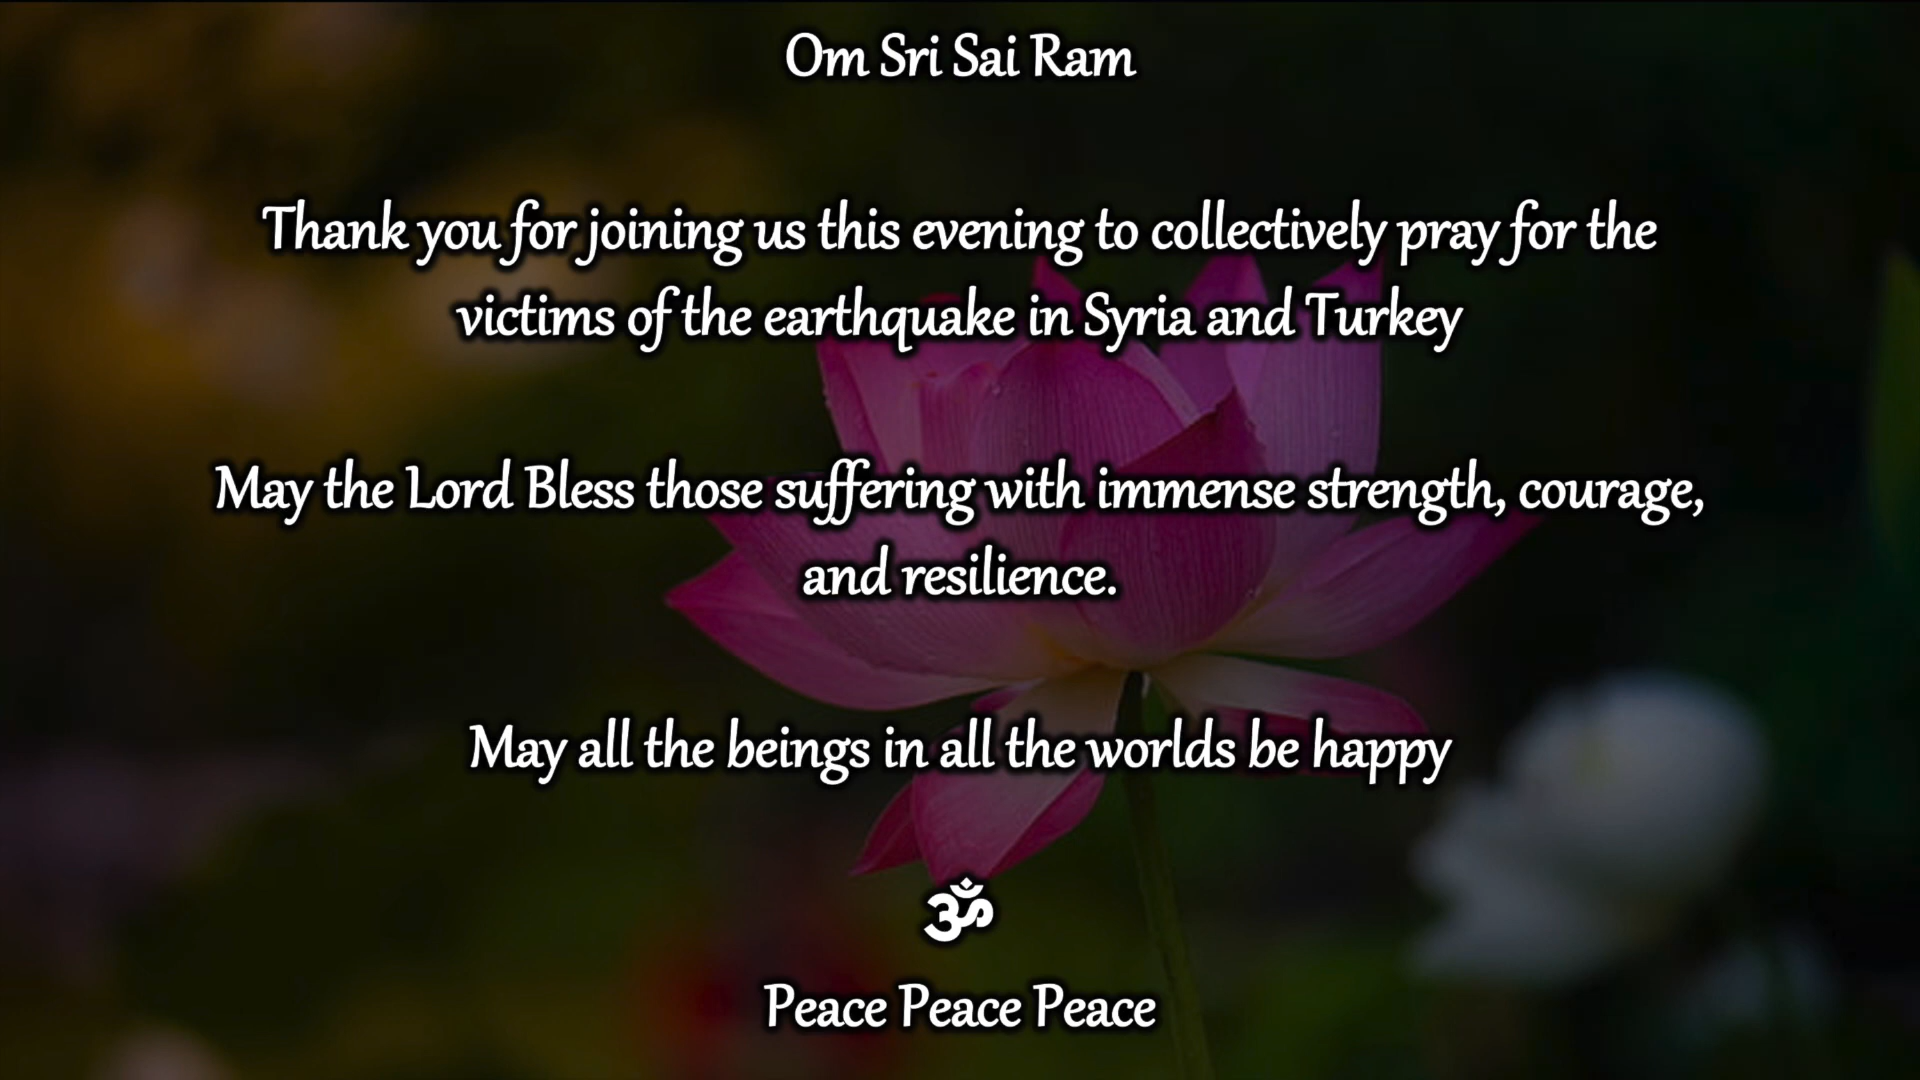 Om Sri Sai Ram
Thank you for joining us this evening to collectively pray for the
victims of the earthquake in Syria and Turkey
May the Lord Bless those suffering with immense strength, courage,
and resilience.
May all the beings in all the worlds be happy
ॐ
Peace Peace Peace